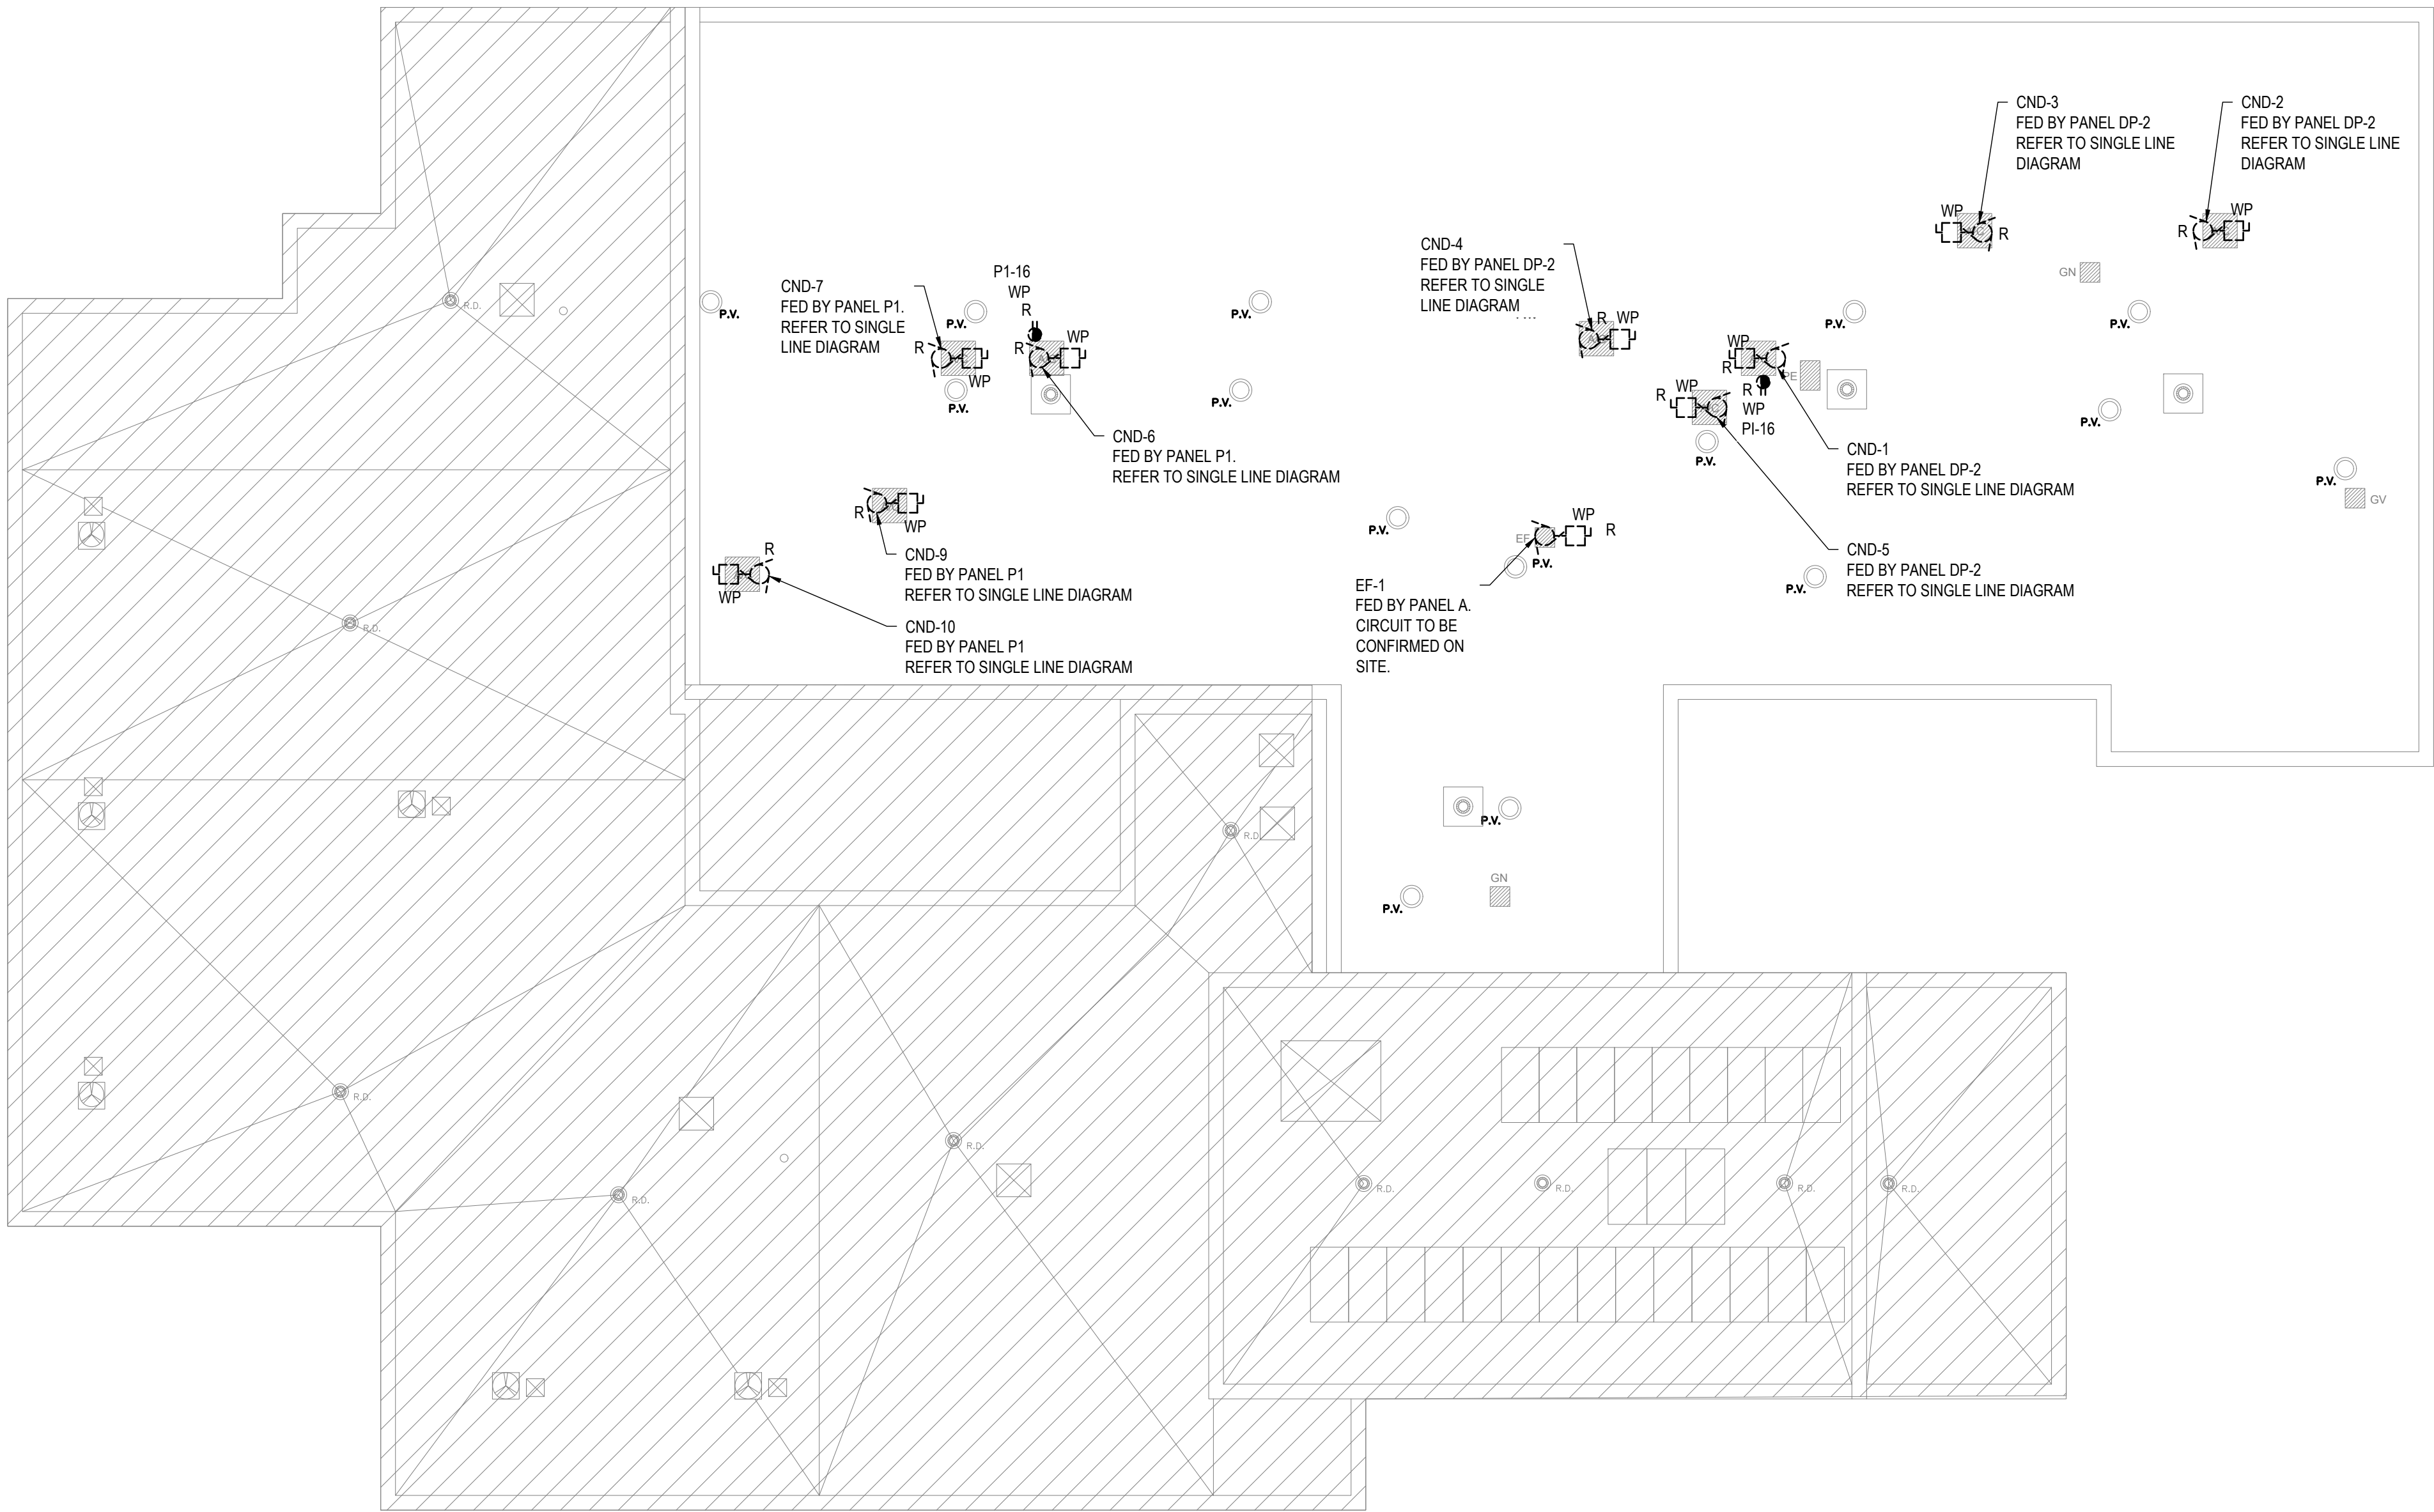 CND-3
FED BY PANEL DP-2
REFER TO SINGLE LINE
DIAGRAM
CND-2
FED BY PANEL DP-2
REFER TO SINGLE LINE
DIAGRAM
WP
R
WP
R
GN
CND-4
FED BY PANEL DP-2
REFER TO SINGLE
LINE DIAGRAM
R WP
P1-16
WP
R
CND-7
FED BY PANEL P1.
REFER TO SINGLE
LINE DIAGRAM
R.D.
P.V.
P.V.
P.V.
P.V.
P.V.
R
WP
R
WP
WP
R
PE
R
WP
PI-16
P.V.
P.V.
P.V.
R
WP
P.V.
CND-6
FED BY PANEL P1.
REFER TO SINGLE LINE DIAGRAM
CND-1
FED BY PANEL DP-2
REFER TO SINGLE LINE DIAGRAM
P.V.
GV
R
WP
P.V.
WP
R
EF
P.V.
CND-9
FED BY PANEL P1
REFER TO SINGLE LINE DIAGRAM
R
WP
CND-5
FED BY PANEL DP-2
REFER TO SINGLE LINE DIAGRAM
P.V.
EF-1
FED BY PANEL A.
CIRCUIT TO BE
CONFIRMED ON
SITE.
CND-10
FED BY PANEL P1
REFER TO SINGLE LINE DIAGRAM
R.D.
P.V.
R.D.
GN
P.V.
R.D.
R.D.
R.D.
R.D.
R.D.
R.D.
R.D.